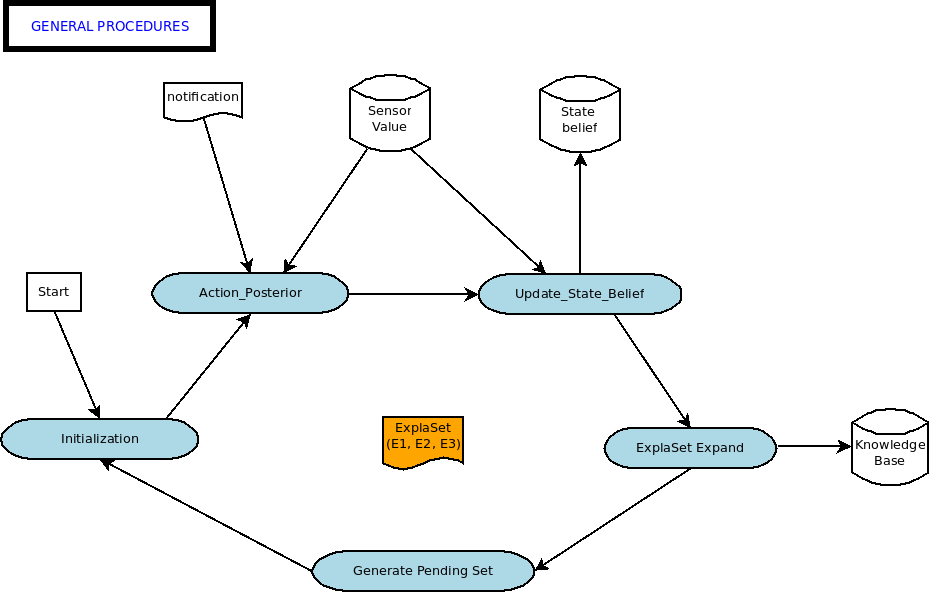 GENERAL PROCEDURES
notification
Sensor
Value
State
belief
Start
Action_Posterior
Update_State_Belief
Initialization
ExplaSet
(E1, E2, E3)
ExplaSet Expand
Knowledge
Base
Generate Pending Set